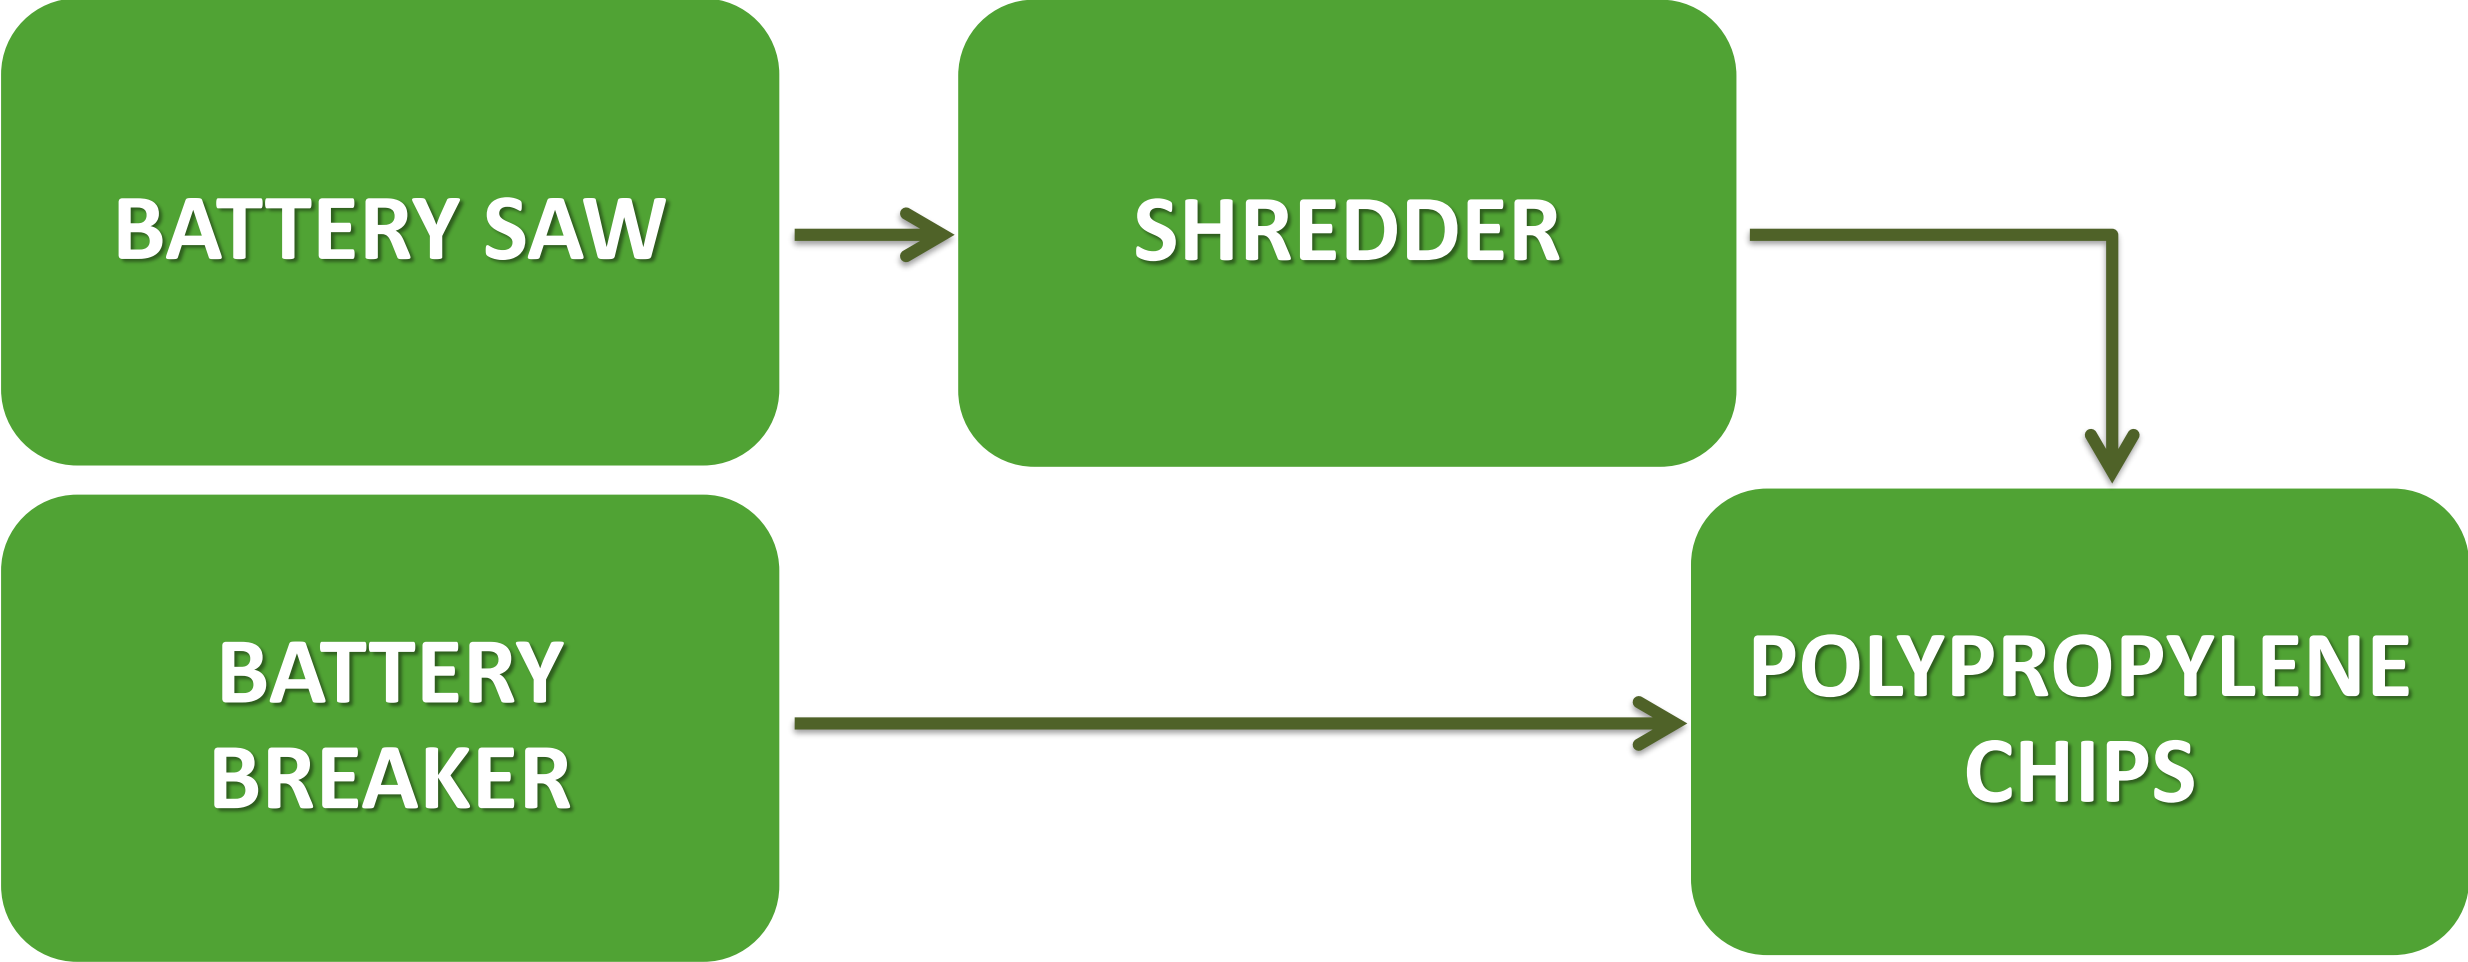 BATTERY SAW
SHREDDER
BATTERY
BREAKER
POLYPROPYLENE
CHIPS